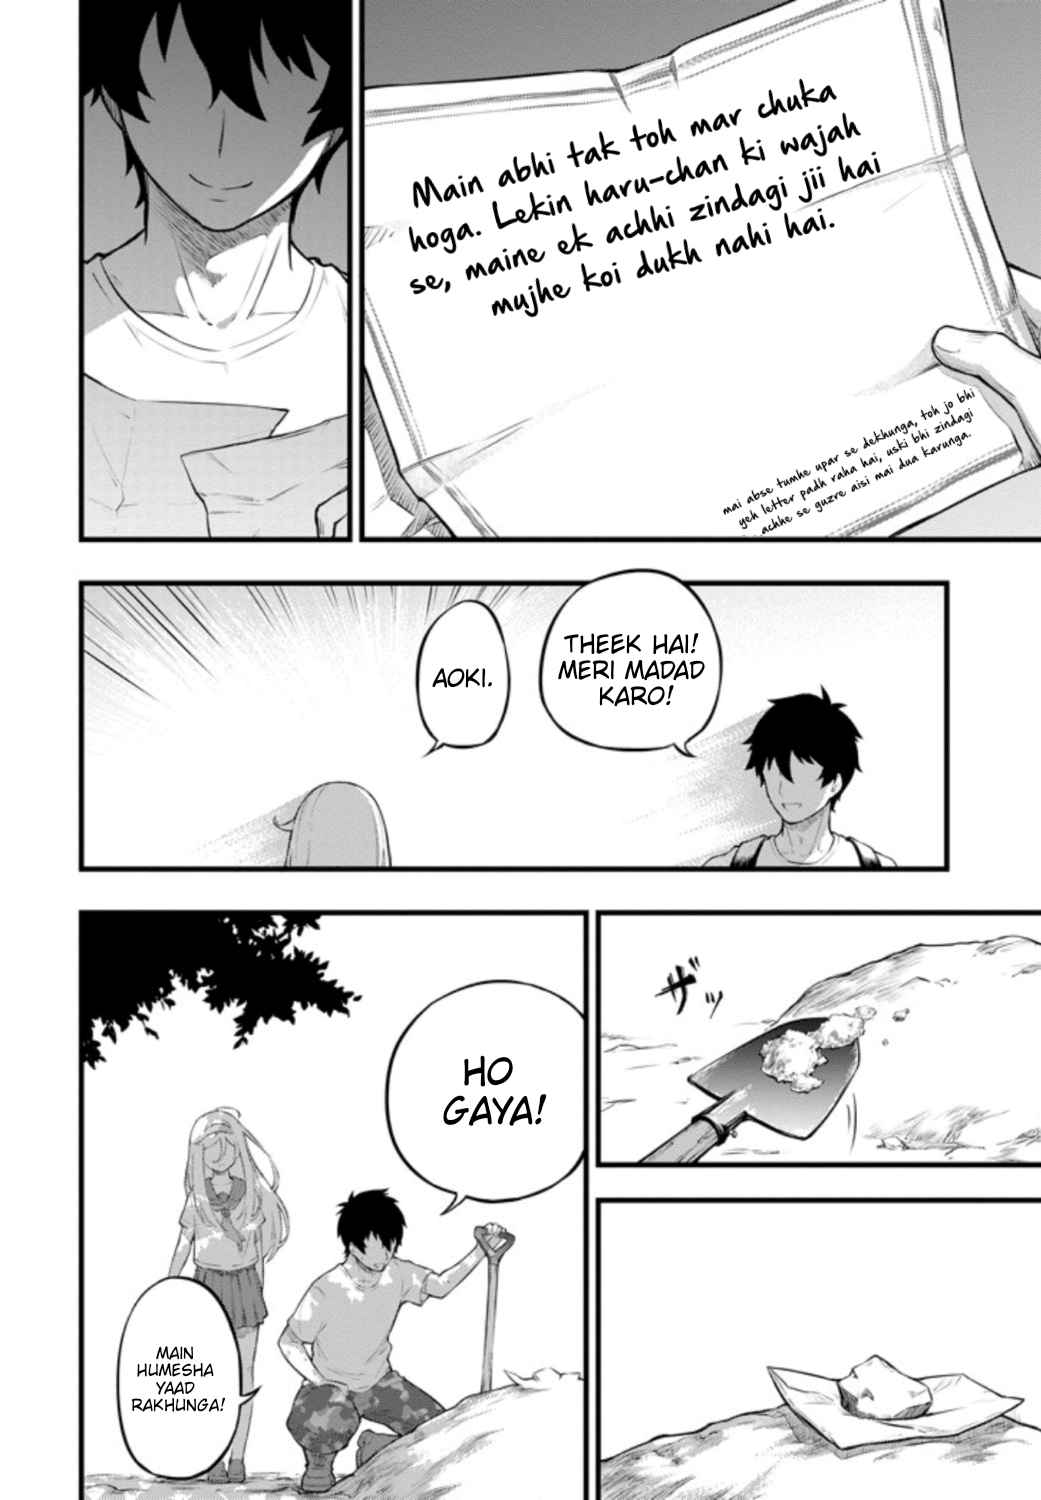 Main abhi tak toh mar chuka
hoga. Lekin haru-chan ki wajah
se, maine ek achhi zindagi jii hai
mujhe koi dukh nahi hai.
mai abse tumhe upar se dekhunga, toh jo bhi
yeh letter padh raha hai, uski bhi zindagi
achhe se guzre aisi mai dua karunga.
THEEK HAI!
MERI MADAD
KARO!
AOKI.
ザッ
HO
GAYA!
MAIN
HUMESHA
YAAD
RAKHUNGA!